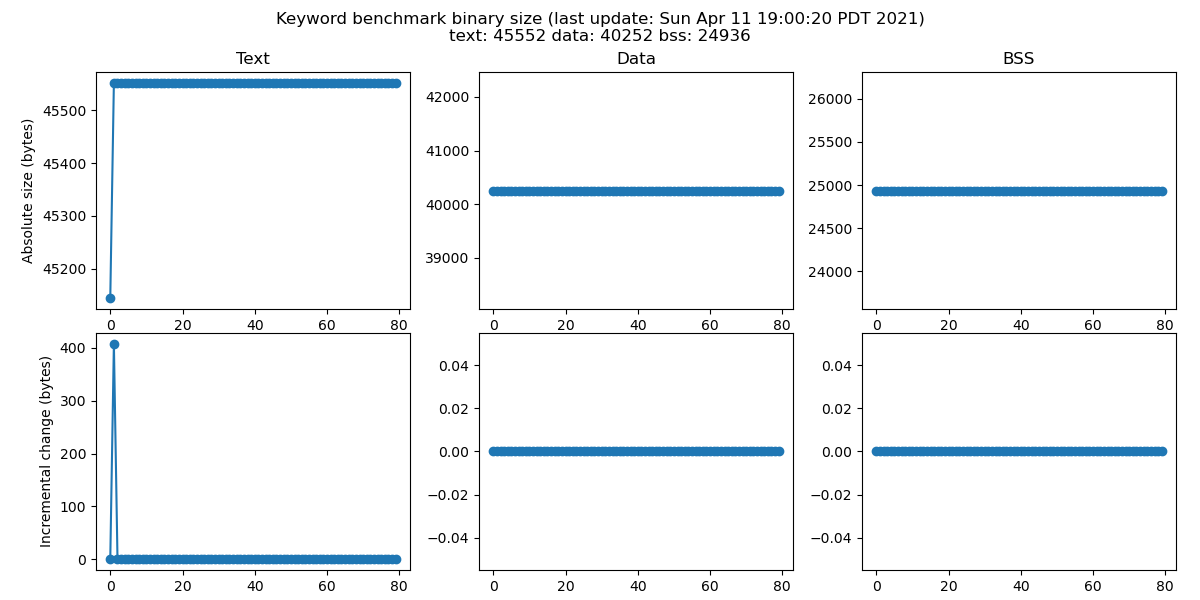 Keyword benchmark binary size (last update: Sun Apr 11 19:00:20 PDT 2021)
text: 45552 data: 40252 bss: 24936
Text
Absolute size (bytes)
45500
45400
45300
45200
0 20 40 60 80
Data
42000
41000
40000
39000
0 20 40 60 80
BSS
26000
25500
25000
24500
24000
0 20 40 60 80
Incremental change (bytes)
400
300
200
100
0
0 20 40 60 80
0.04
0.02
0.00
−0.02
−0.04
0 20 40 60 80
0.04
0.02
0.00
−0.02
−0.04
0 20 40 60 80